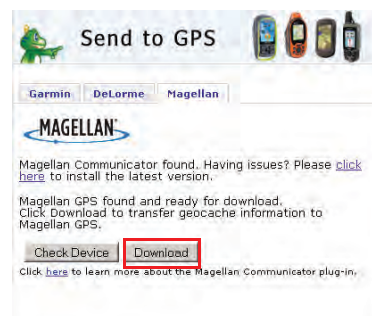 Send to GPS
Garmin DeLorme Magellan
MAGELLAN
Magellan Communicator found. Having issues? Please click
here to install the latest version.
Magellan GPS found and ready for download.
Click Download to transfer geocache information to
Magellan GPS.
Check Device Download
Click here to learn more about the Magellan Communicator plug-in.